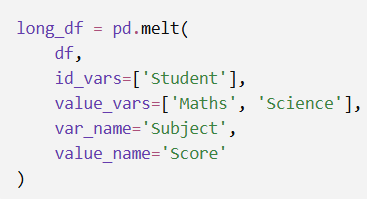 long_df = pd.melt(
    df,
    id_vars=['Student'],
    value_vars=['Maths', 'Science'],
    var_name='Subject',
    value_name='Score'
)